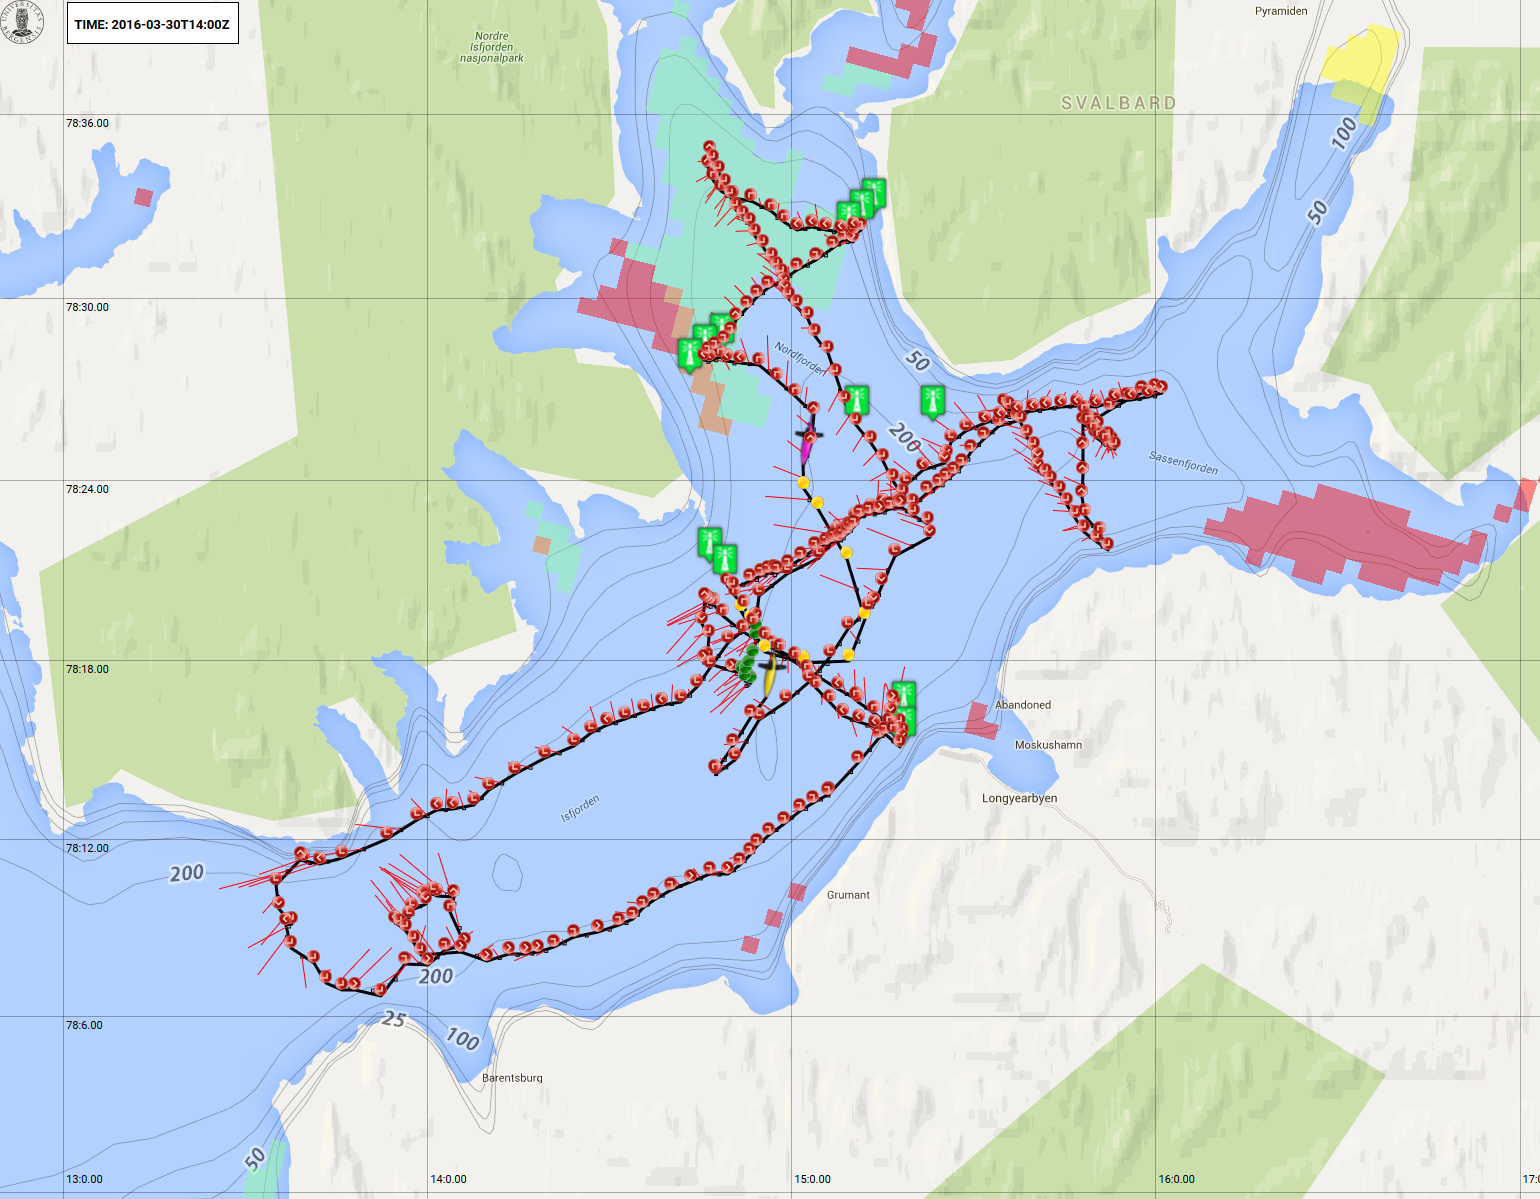 UNIVERSITAS
BERGENSIS
TIME: 2016-03-30T14:00Z
Pyramiden
Nordre
Isfjorden
nasjonalpark
SVALBARD
78:36.00
100
50
78:30.00
Nordfjorden
50
200
Sassenfjorden
78:24.00
78:18.00
Abandoned
Moskushamn
Longyearbyen
Isfjorden
78:12.00
200
Grumant
200
78:6.00
25
100
Barentsburg
50
13:0.00
14:0.00
15:0.00
16:0.00